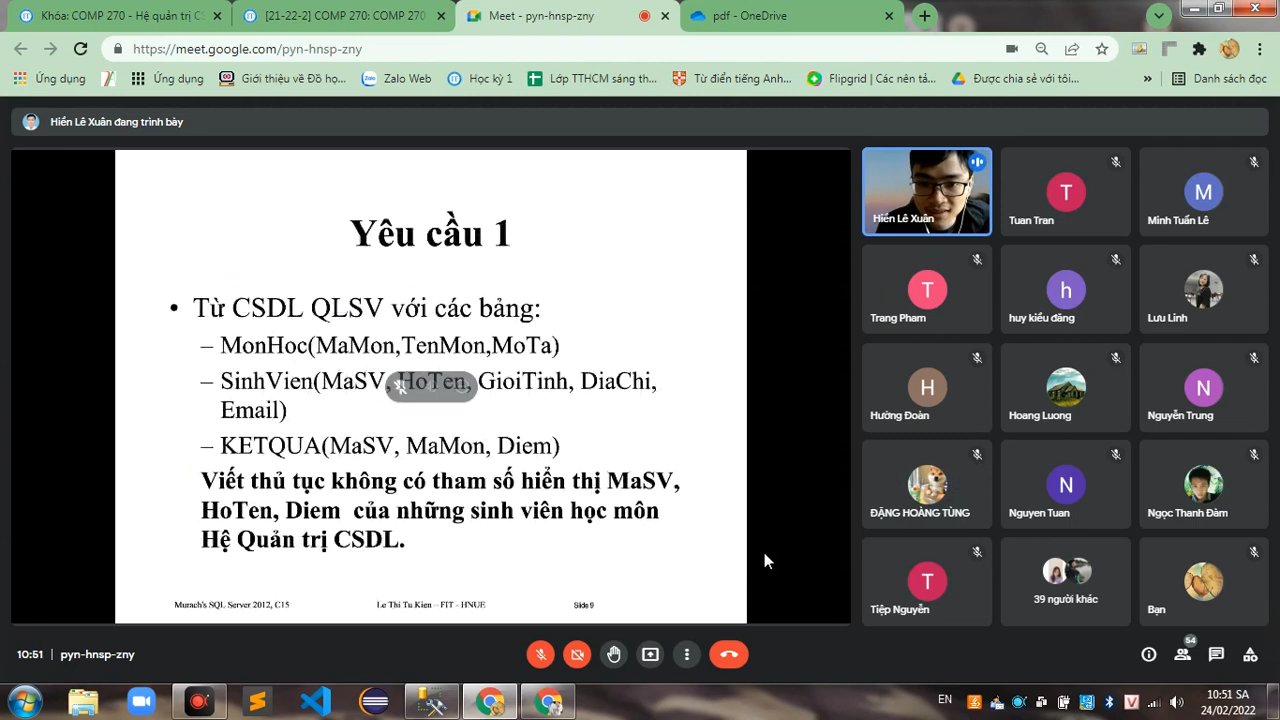 Khóa: COMP 270 - Hệ quản trị CS
[21-22-2] COMP 270: COMP 270
Meet - pyn-hnsp-zny
pdf - OneDrive
https://meet.google.com/pyn-hnsp-zny
Ứng dụng
Ứng dụng
Giới thiệu về Đồ họ...
Zalo Web
Học kỳ 1
Lớp TTHCM sáng th...
Từ điển tiếng Anh...
Flipgrid | Các nền tả...
Được chia sẻ với tôi...
»
Danh sách đọc
Hiển Lê Xuân đang trình bày
Yêu cầu 1
• Từ CSDL QLSV với các bảng:
– MonHoc(MaMon,TenMon,MoTa)
– SinhVien(MaSV, HoTen, GioiTinh, DiaChi,
Email)
– KETQUA(MaSV, MaMon, Diem)
Viết thủ tục không có tham số hiển thị MaSV,
HoTen, Diem của những sinh viên học môn
Hệ Quản trị CSDL.
Murach's SQL Server 2012, C15
Le Thi Tu Kien – FIT - HNUE
Slide 9
Hiển Lê Xuân
T
Tuan Tran
M
Minh Tuấn Lê
T
Trang Pham
h
huy kiều đăng
Lưu Linh
H
Hường Đoàn
Hoang Luong
N
Nguyễn Trung
ĐẶNG HOÀNG TÙNG
N
Nguyen Tuan
Ngọc Thanh Đàm
T
Tiệp Nguyễn
39 người khác
Bạn
10:51
pyn-hnsp-zny
54
EN
10:51 SA
24/02/2022